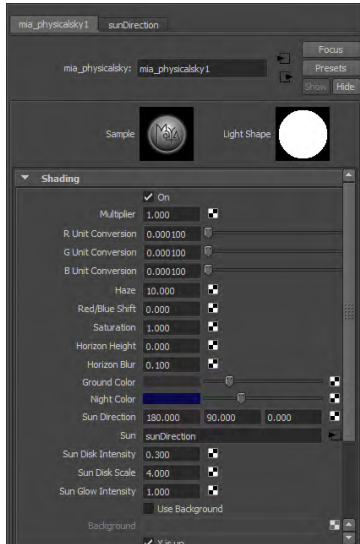 mia_physicalsky1 sunDirection
Focus
mia_physicalsky: mia_physicalsky1
Presets
Show Hide
Sample MAYA Light Shape
Shading
On
Multiplier 1.000
R Unit Conversion 0.000100
G Unit Conversion 0.000100
B Unit Conversion 0.000100
Haze 10.000
Red/Blue Shift 0.000
Saturation 1.000
Horizon Height 0.000
Horizon Blur 0.100
Ground Color
Night Color
Sun Direction 180.000 90.000 0.000
Sun sunDirection
Sun Disk Intensity 0.300
Sun Disk Scale 4.000
Sun Glow Intensity 1.000
Use Background
Background
Y is up